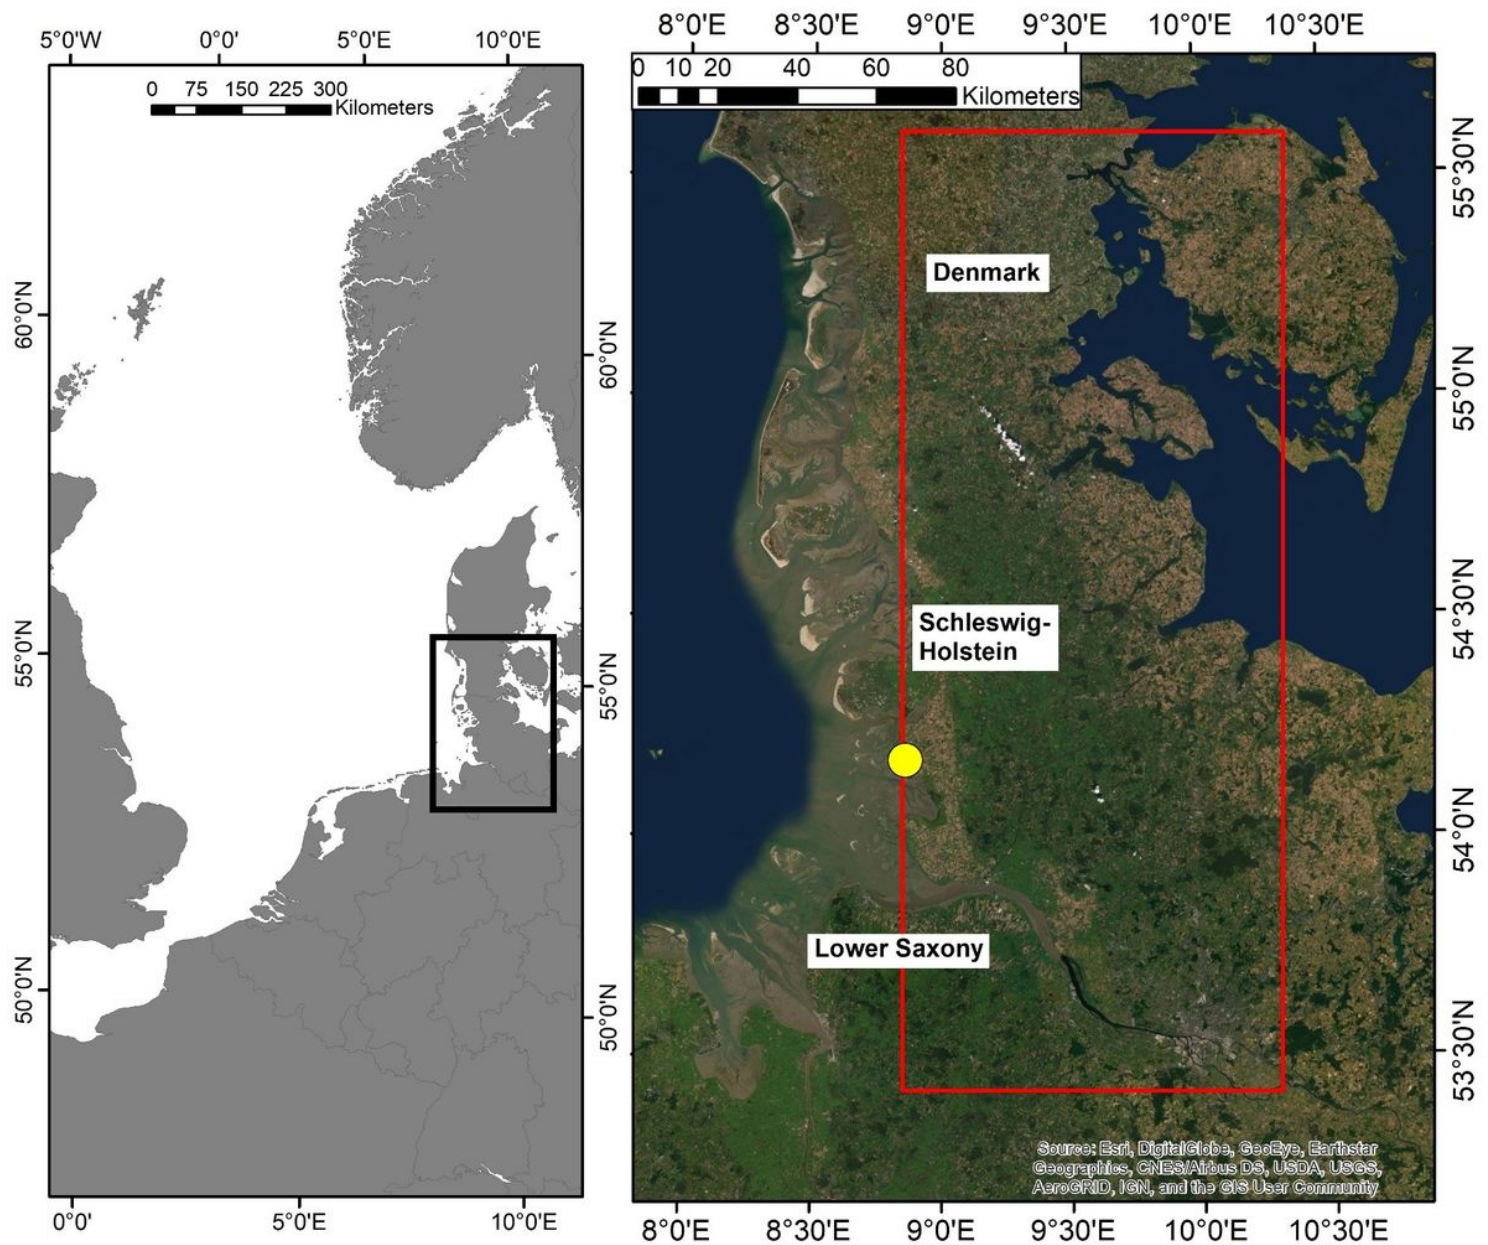 5°0'W 0°0' 5°0'E 10°0'E
0 75 150 225 300
Kilometers
60°0'N
55°0'N
50°0'N
60°0'N
55°0'N
50°0'N
0°0' 5°0'E 10°0'E
8°0'E 8°30'E 9°0'E 9°30'E 10°0'E 10°30'E
0 10 20 40 60 80
Kilometers
Denmark
Schleswig-
Holstein
Lower Saxony
55°30'N
55°0'N
54°30'N
54°0'N
53°30'N
Source: Esri, DigitalGlobe, GeoEye, Earthstar
Geographics, CNES/Airbus DS, USDA, USGS,
AeroGRID, IGN, and the GIS User Community
8°0'E 8°30'E 9°0'E 9°30'E 10°0'E 10°30'E